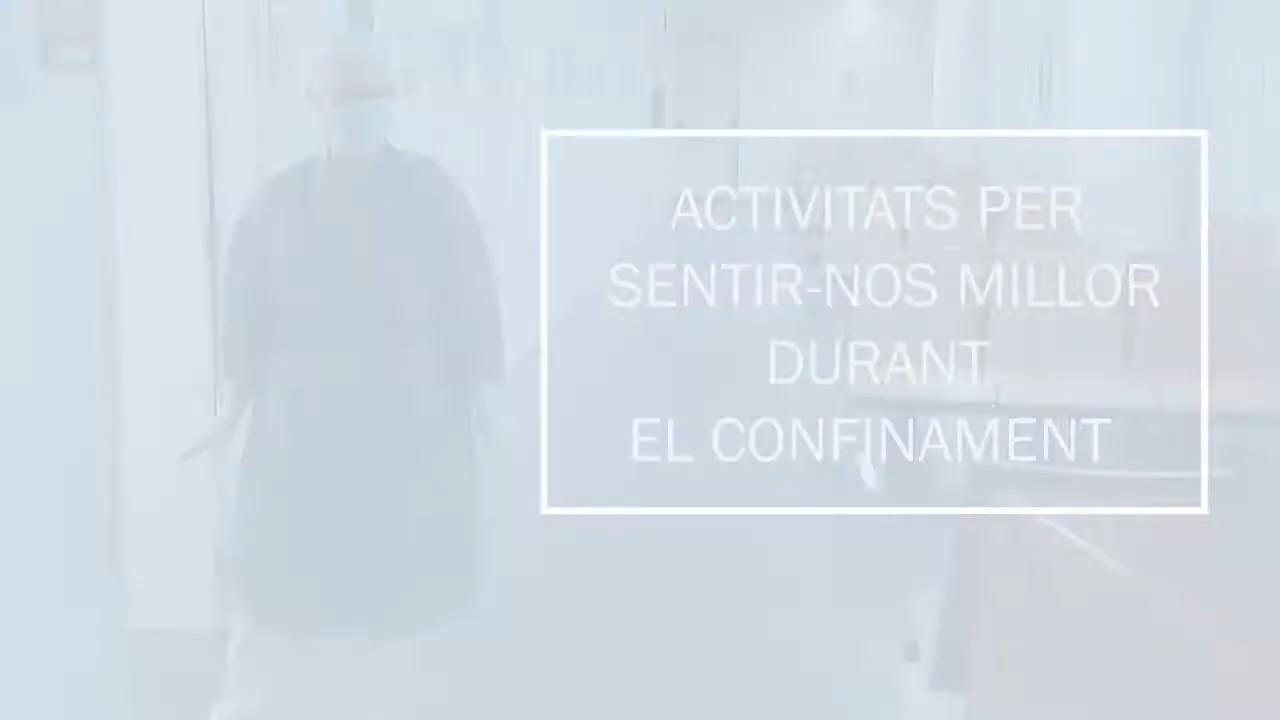 ACTIVITATS PER
SENTIR-NOS MILLOR
DURANT
EL CONFINAMENT